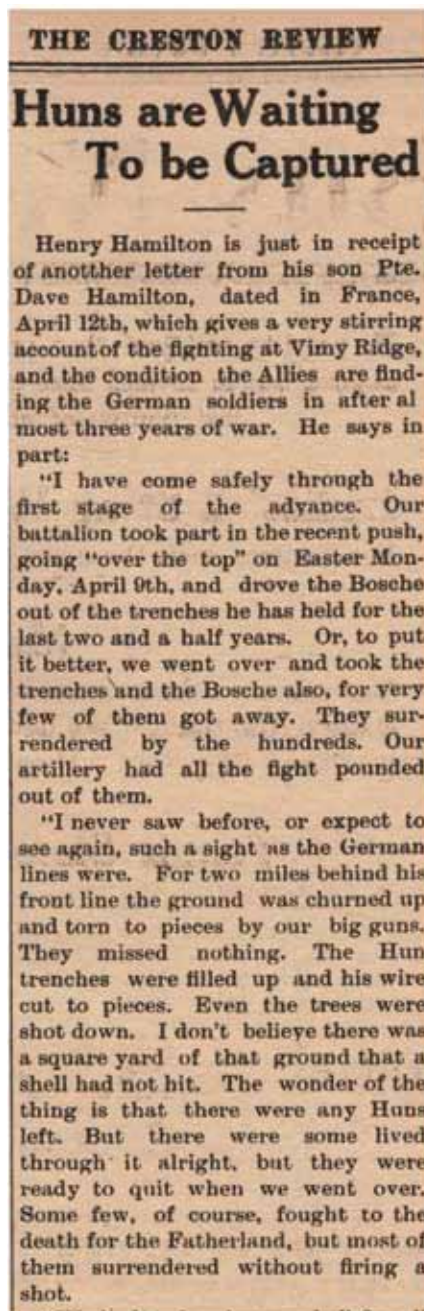 THE CRESTON REVIEW
Huns are Waiting
To be Captured
Henry Hamilton is just in receipt
of anotther letter from his son Pte.
Dave Hamilton, dated in France,
April 12th, which gives a very stirring
account of the fighting at Vimy Ridge,
and the condition the Allies are find-
ing the German soldiers in after al
most three years of war. He says in
part:
"I have come safely through the
first stage of the advance. Our
battalion took part in the recent push,
going "over the top" on Easter Mon-
day, April 9th, and drove the Bosche
out of the trenches he has held for the
last two and a half years. Or, to put
it better, we went over and took the
trenches and the Bosche also, for very
few of them got away. They sur-
rendered by the hundreds. Our
artillery had all the fight pounded
out of them.
"I never saw before, or expect to
see again, such a sight as the German
lines were. For two miles behind his
front line the ground was churned up
and torn to pieces by our big guns.
They missed nothing. The Hun
trenches were filled up and his wire
cut to pieces. Even the trees were
shot down. I don't believe there was
a square yard of that ground that a
shell had not hit. The wonder of the
thing is that there were any Huns
left. But there were some lived
through it alright, but they were
ready to quit when we went over.
Some few, of course, fought to the
death for the Fatherland, but most of
them surrendered without firing a
shot.